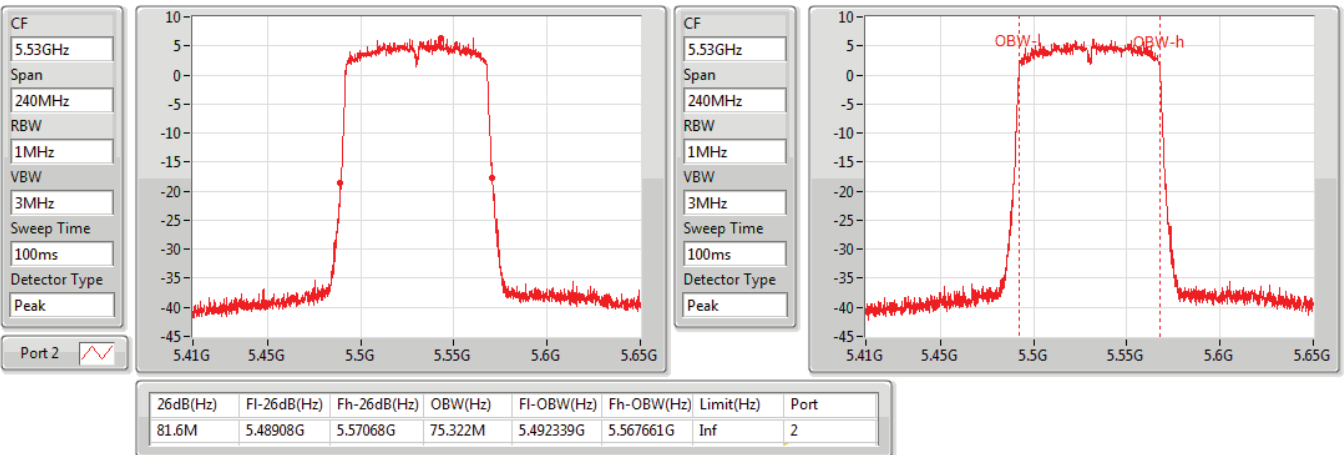 CF
5.53GHz
Span
240MHz
RBW
1MHz
VBW
3MHz
Sweep Time
100ms
Detector Type
Peak
Port 2
10
5
0
-5
-10
-15
-20
-25
-30
-35
-40
-45
5.41G 5.45G 5.5G 5.55G 5.6G 5.65G
CF
5.53GHz
Span
240MHz
RBW
1MHz
VBW
3MHz
Sweep Time
100ms
Detector Type
Peak
10
5
0
-5
-10
-15
-20
-25
-30
-35
-40
-45
OBW-l OBW-h
5.41G 5.45G 5.5G 5.55G 5.6G 5.65G
26dB(Hz) Fl-26dB(Hz) Fh-26dB(Hz) OBW(Hz) Fl-OBW(Hz) Fh-OBW(Hz) Limit(Hz) Port
81.6M 5.48908G 5.57068G 75.322M 5.492339G 5.567661G Inf 2